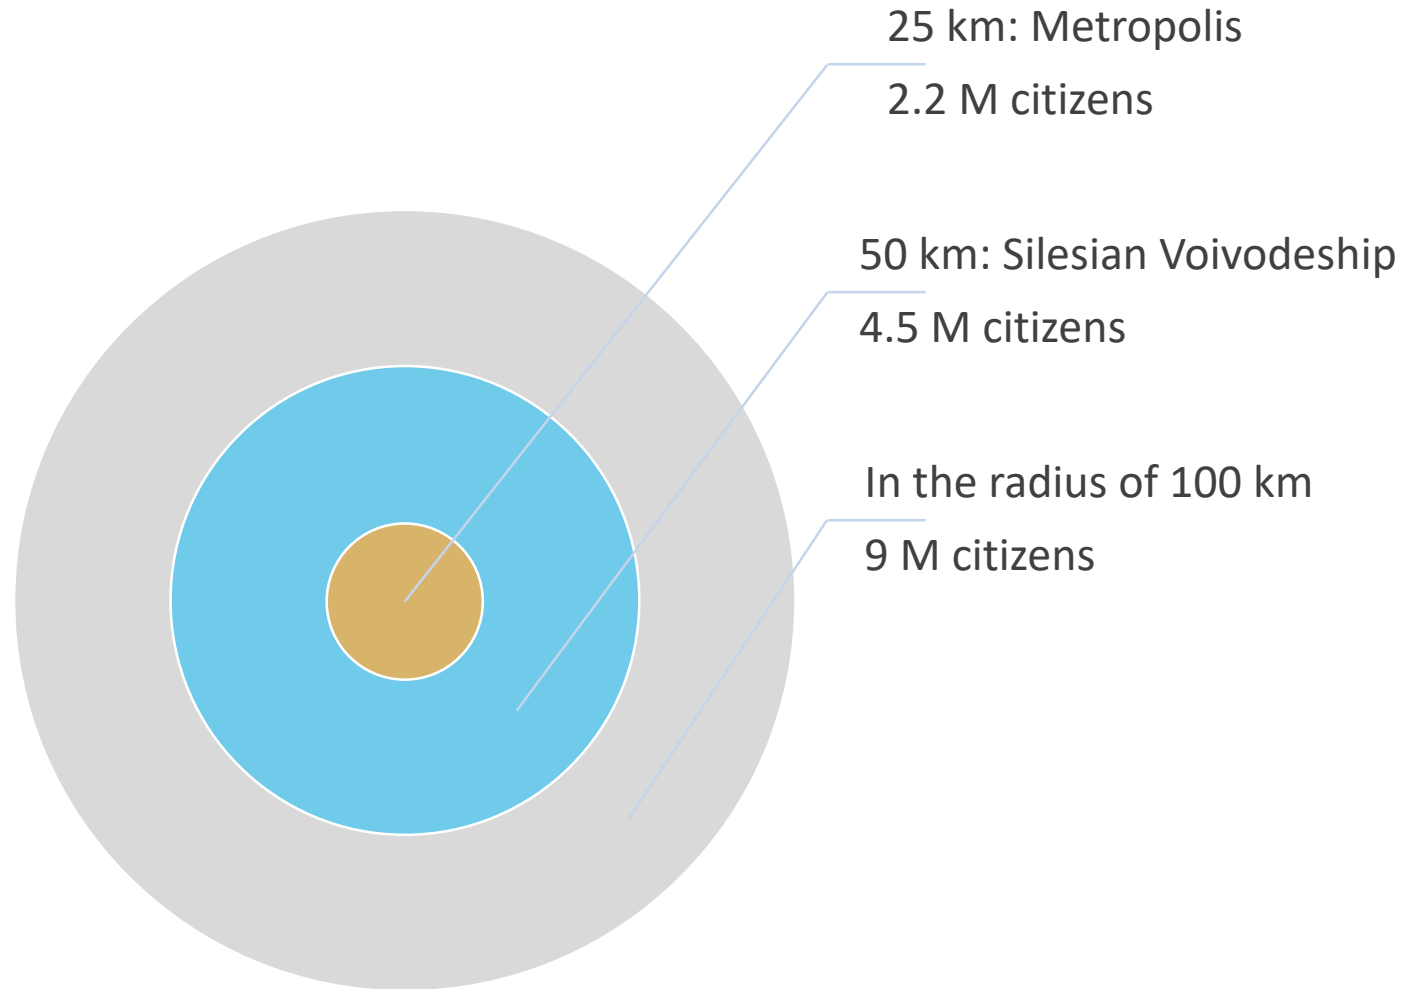 25 km: Metropolis
2.2 M citizens
50 km: Silesian Voivodeship
4.5 M citizens
In the radius of 100 km
9 M citizens